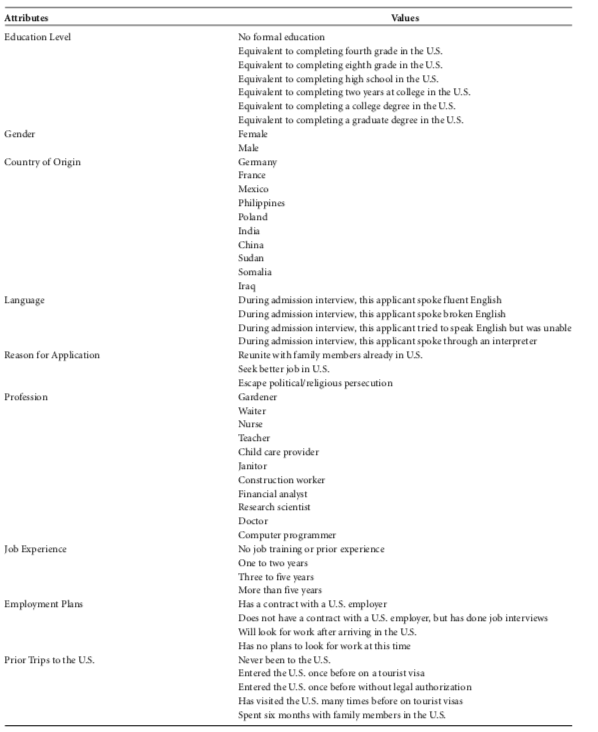 Attributes Values
Education Level No formal education
Equivalent to completing fourth grade in the U.S.
Equivalent to completing eighth grade in the U.S.
Equivalent to completing high school in the U.S.
Equivalent to completing two years at college in the U.S.
Equivalent to completing a college degree in the U.S.
Equivalent to completing a graduate degree in the U.S.
Gender Female
Male
Country of Origin Germany
France
Mexico
Philippines
Poland
India
China
Sudan
Somalia
Iraq
Language During admission interview, this applicant spoke fluent English
During admission interview, this applicant spoke broken English
During admission interview, this applicant tried to speak English but was unable
During admission interview, this applicant spoke through an interpreter
Reason for Application Reunite with family members already in U.S.
Seek better job in U.S.
Escape political/religious persecution
Profession Gardener
Waiter
Nurse
Teacher
Child care provider
Janitor
Construction worker
Financial analyst
Research scientist
Doctor
Computer programmer
Job Experience No job training or prior experience
One to two years
Three to five years
More than five years
Employment Plans Has a contract with a U.S. employer
Does not have a contract with a U.S. employer, but has done job interviews
Will look for work after arriving in the U.S.
Has no plans to look for work at this time
Prior Trips to the U.S. Never been to the U.S.
Entered the U.S. once before on a tourist visa
Entered the U.S. once before without legal authorization
Has visited the U.S. many times before on tourist visas
Spent six months with family members in the U.S.